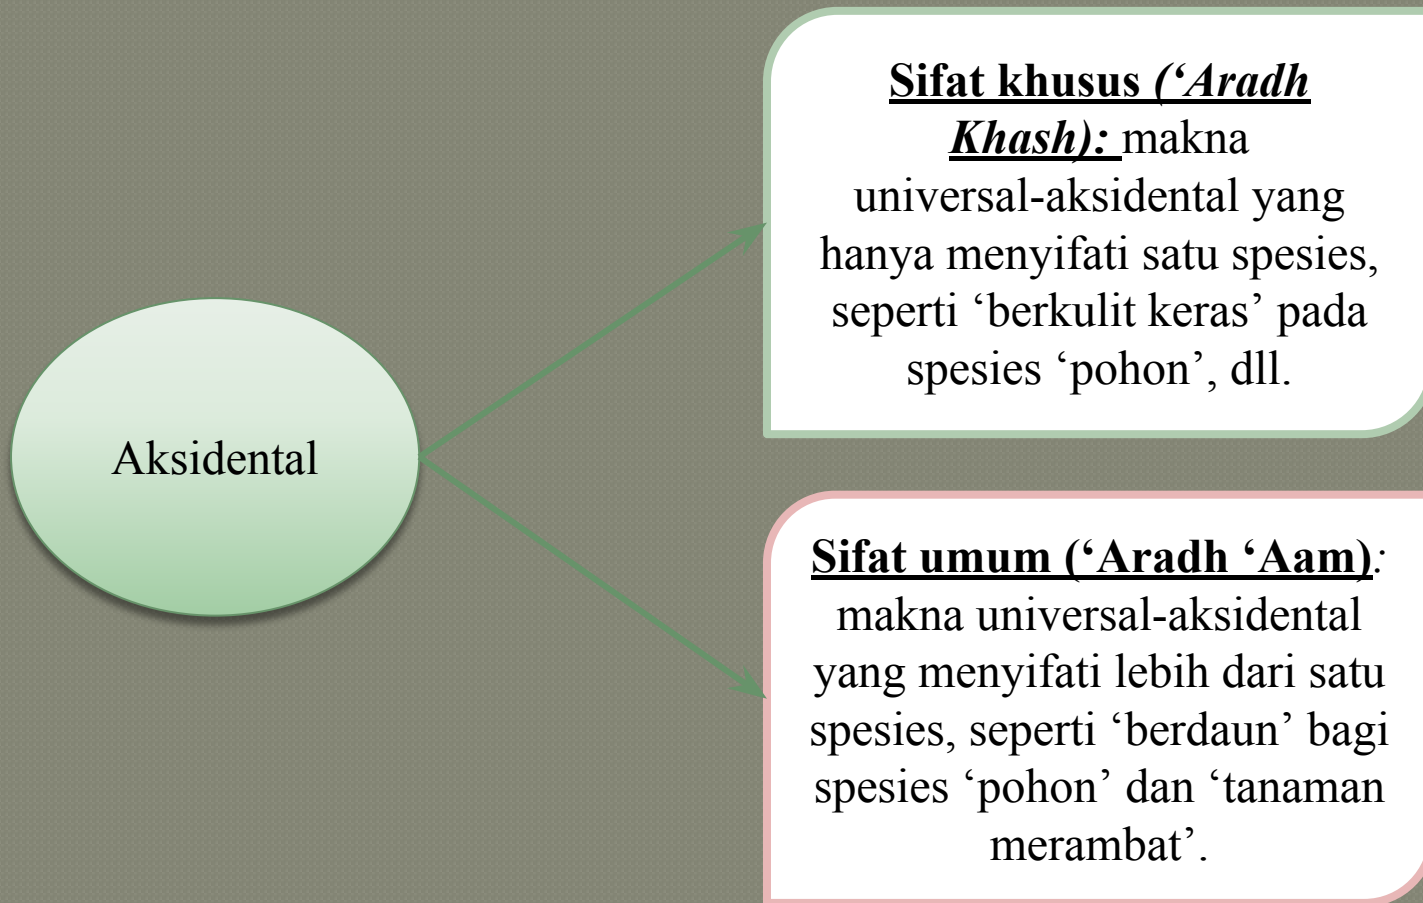 Aksidental
Sifat khusus (‘Aradh
Khash): makna
universal-aksidental yang
hanya menyifati satu spesies,
seperti ‘berkulit keras’ pada
spesies ‘pohon’, dll.
Sifat umum (‘Aradh ‘Aam):
makna universal-aksidental
yang menyifati lebih dari satu
spesies, seperti ‘berdaun’ bagi
spesies ‘pohon’ dan ‘tanaman
merambat’.